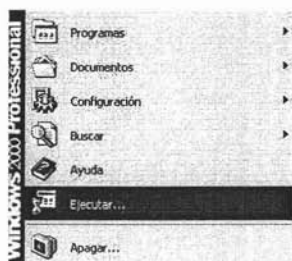 Windows 2000 Professional
Programas
Documentos
Configuración
Buscar
Ayuda
Ejecutar...
Apagar...